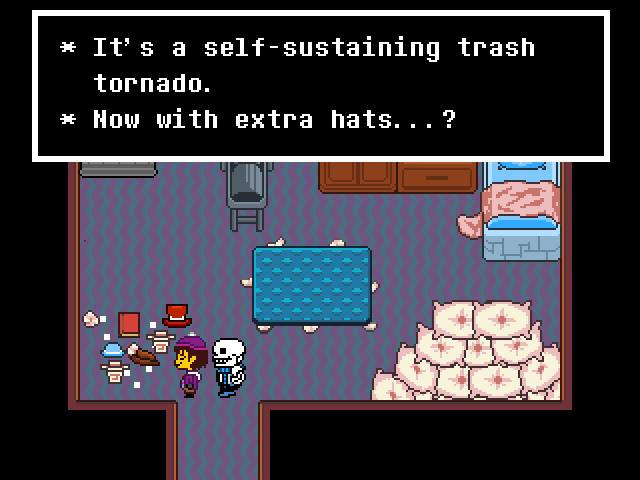 * It's a self-sustaining trash
tornado.
* Now with extra hats...?